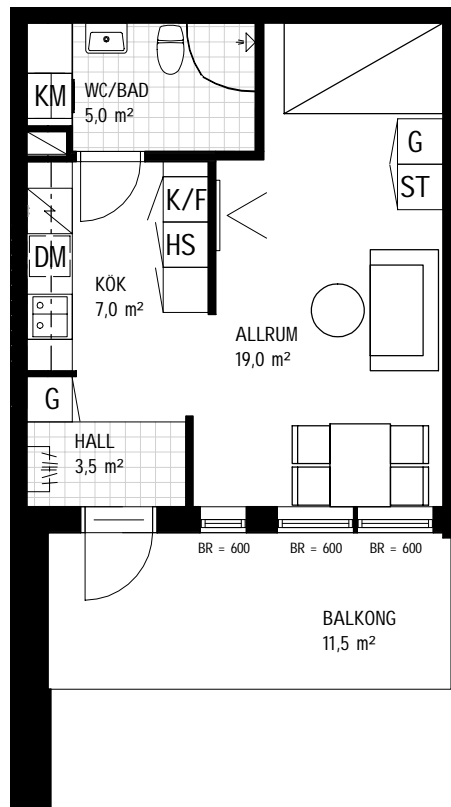 KM
WC/BAD
5,0 m²
G
ST
K/F
HS
DM
KÖK
7,0 m²
ALLRUM
19,0 m²
G
HALL
3,5 m²
BR = 600
BR = 600
BR = 600
BALKONG
11,5 m²